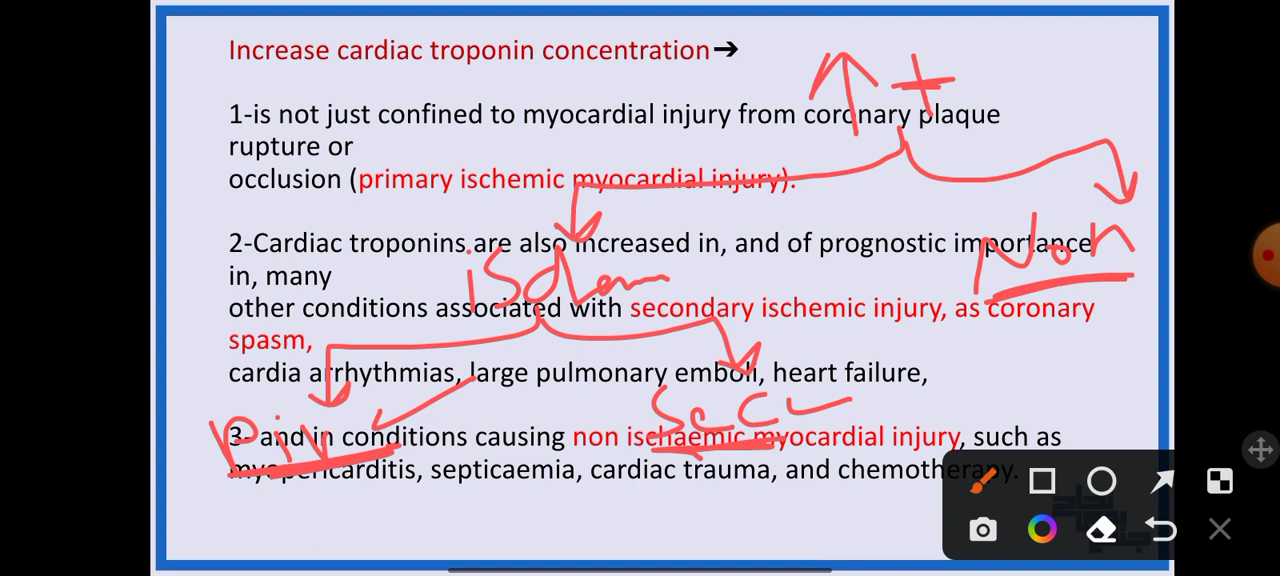 Increase cardiac troponin concentration➔
1-is not just confined to myocardial injury from coronary plaque
rupture or
occlusion (primary ischemic myocardial injury).
2-Cardiac troponins are also increased in, and of prognostic importance
in, many
other conditions associated with secondary ischemic injury, as coronary
spasm,
cardia arrhythmias, large pulmonary emboli, heart failure,
3- and in conditions causing non ischaemic myocardial injury, such as
myopericarditis, septicaemia, cardiac trauma, and chemotherapy.
Non
ischem